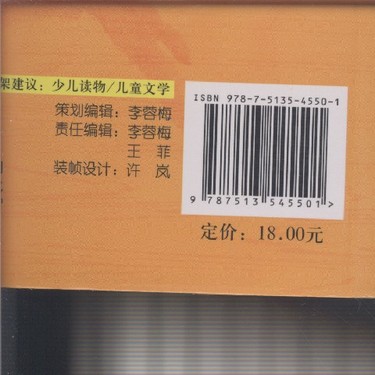 架建议：少儿读物/儿童文学
策划编辑：李蓉梅
责任编辑：李蓉梅
王 菲
装帧设计：许 岚
ISBN 978-7-5135-4550-1
9 787513 545501 >
定价：18.00元